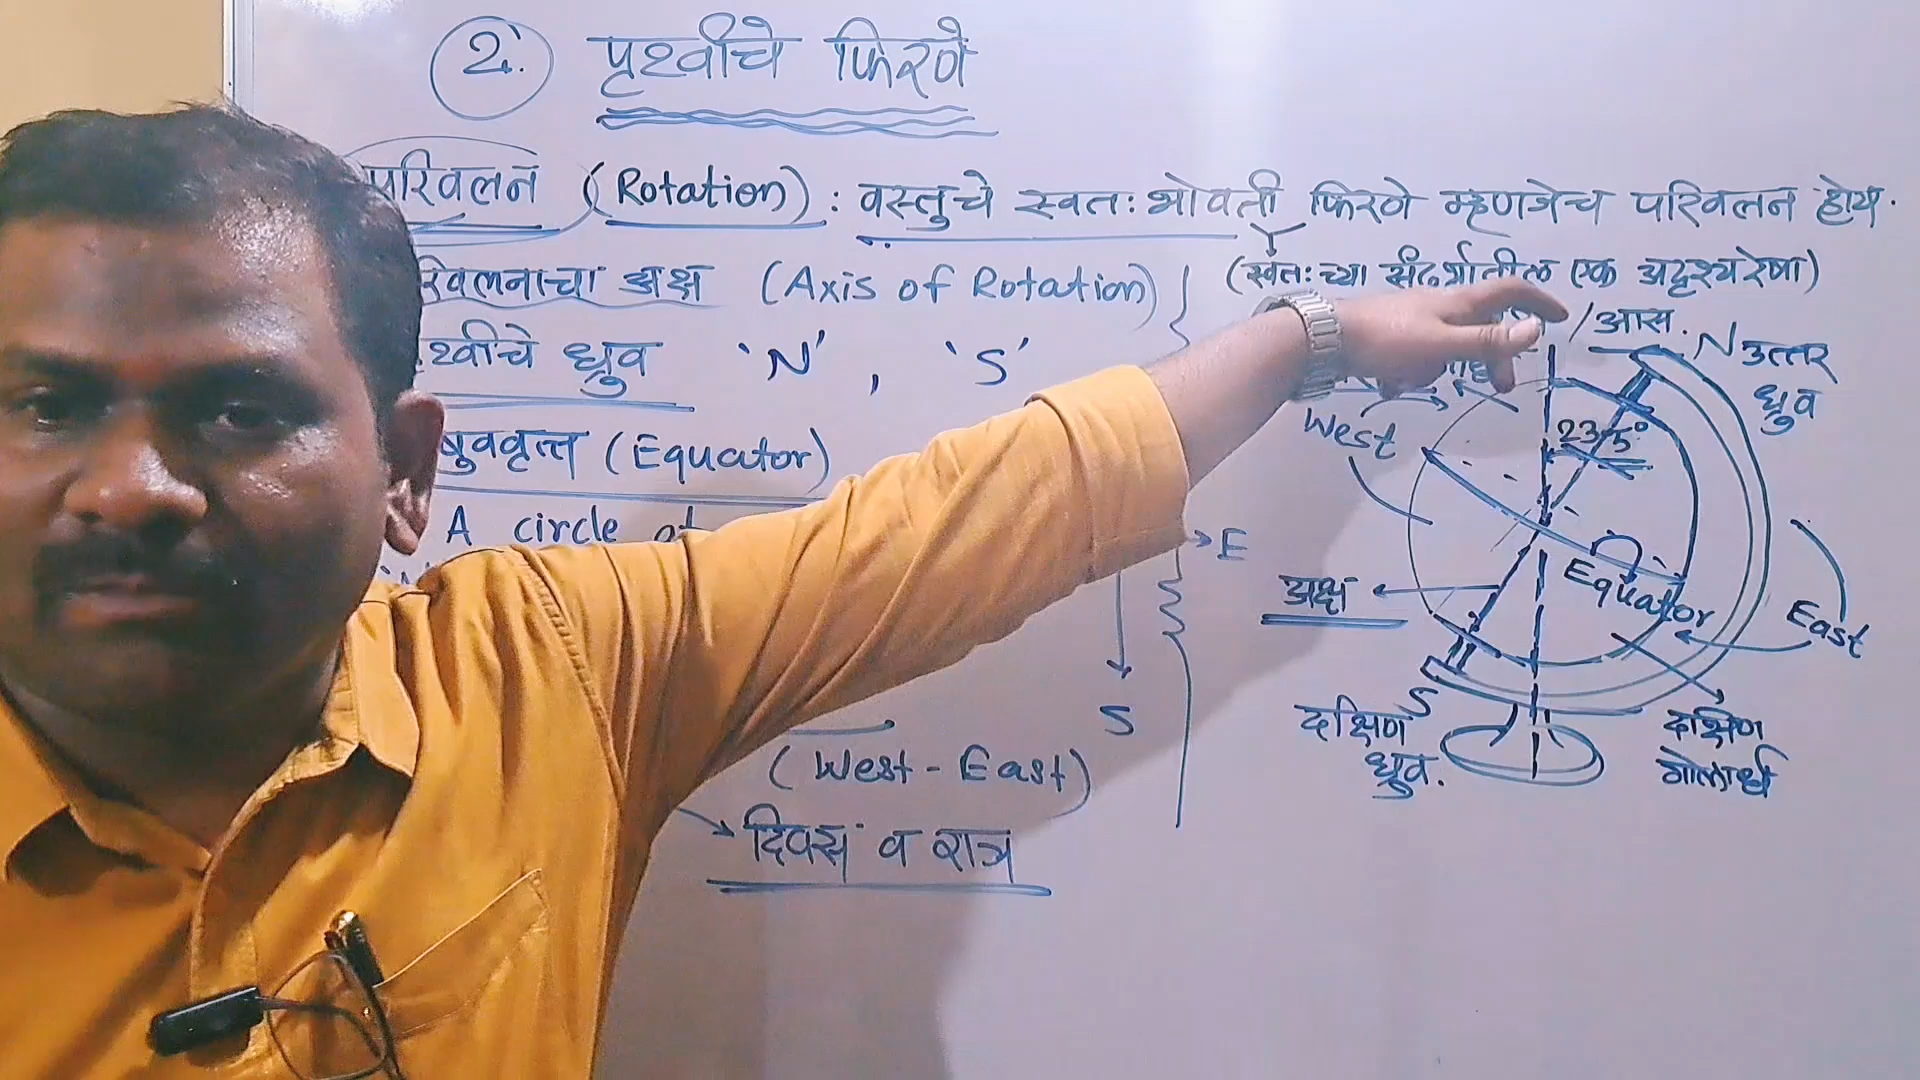 2. पृथ्वीचे फिरणे
परिवलन (Rotation) : वस्तुचे स्वतः भोवती फिरणे म्हणजेच परिवलन होय.
(स्वतःच्या संदर्भातील एक अदृश्य रेषा)
रिवलनाचा अक्ष (Axis of Rotation)
/आस.
थ्वीचे ध्रुव 'N' , 'S'
N उत्तर
ध्रुव
West
23.5°
षुववृत्त (Equator)
A circle
E
Equator
अक्ष
East
S
S
दक्षिण
ध्रुव.
दक्षिण
गोलार्ध
(West - East)
दिवस व रात्र